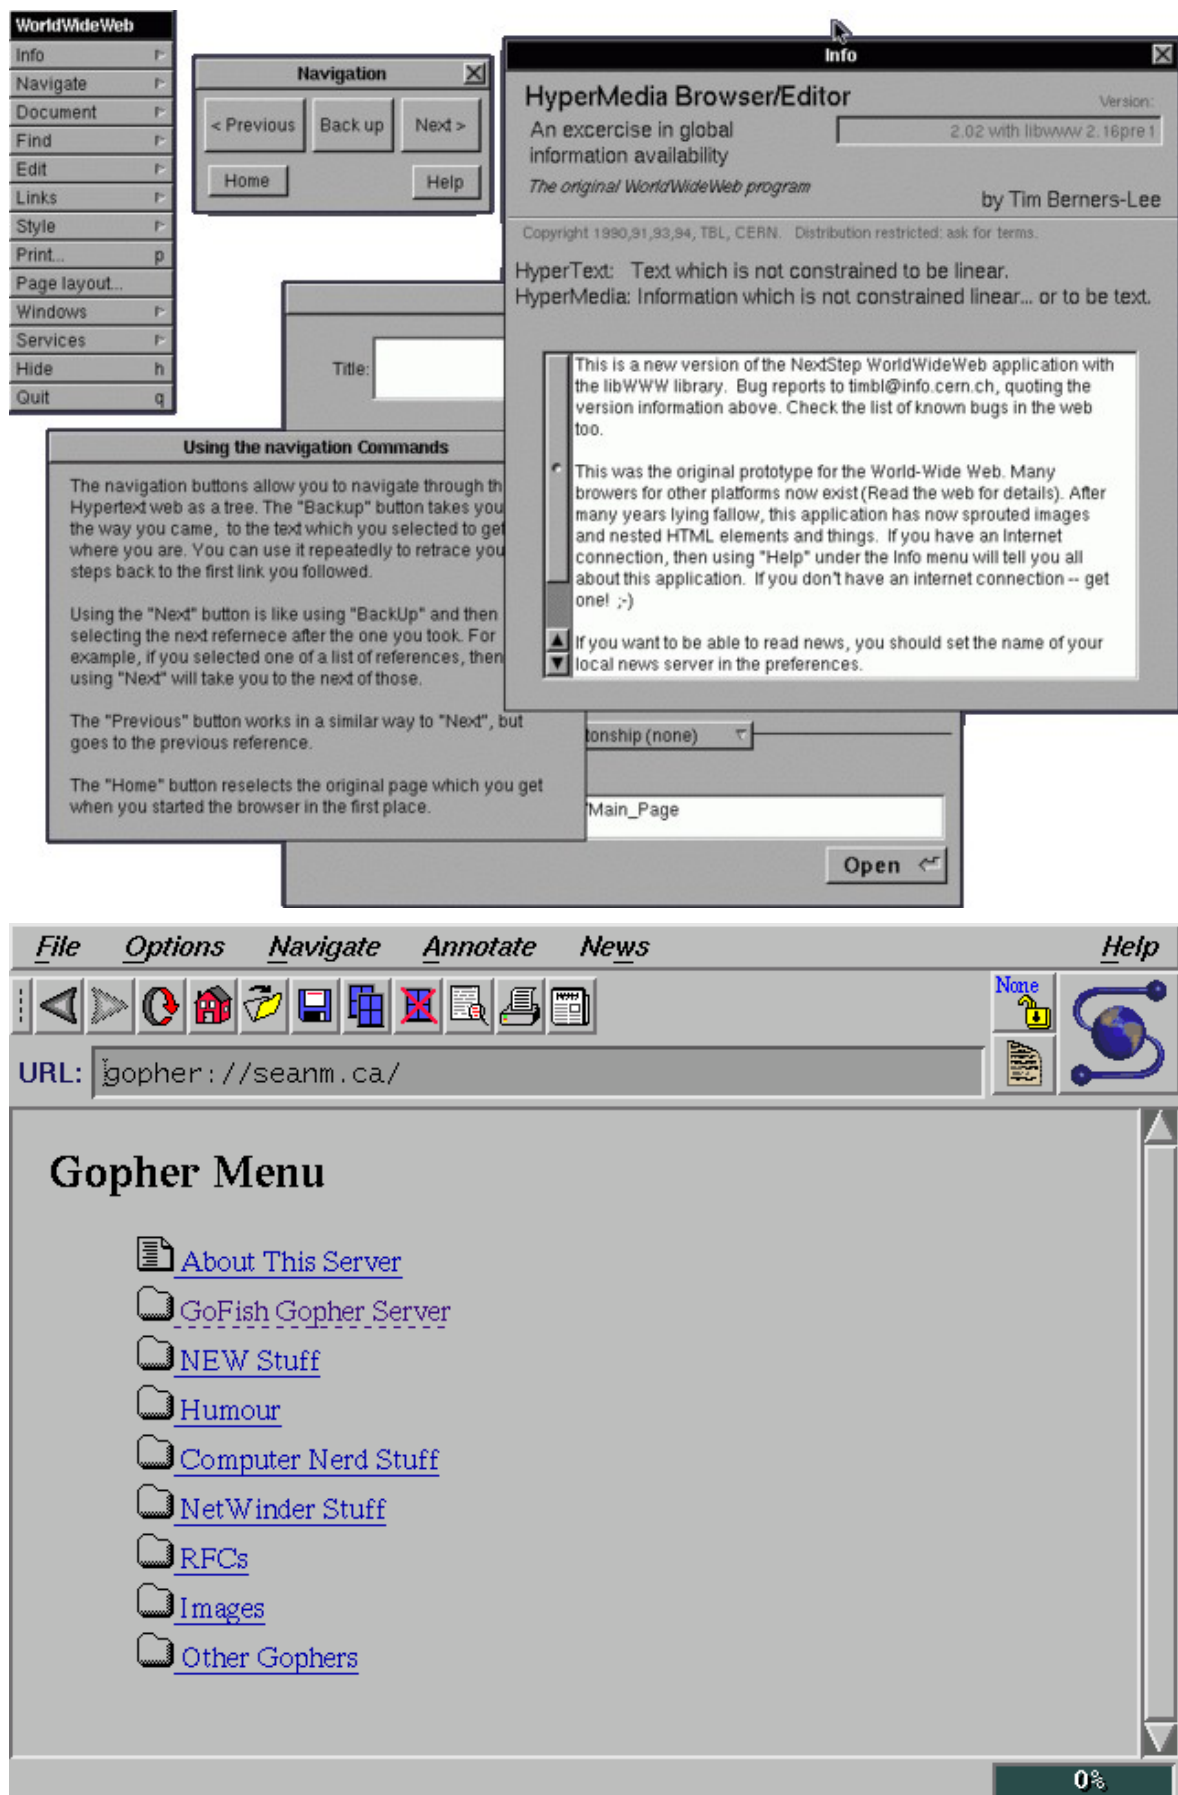 WorldWideWeb
Info
Navigate
Document
Find
Edit
Links
Style
Print... p
Page layout...
Windows
Services
Hide h
Quit q
Navigation
< Previous Back up Next >
Home Help
Info
HyperMedia Browser/Editor
Version:
An excercise in global
information availability
2.02 with libwww 2.16pre1
The original WorldWideWeb program
by Tim Berners-Lee
Copyright 1990,91,93,94, TBL, CERN. Distribution restricted: ask for terms.
HyperText: Text which is not constrained to be linear.
HyperMedia: Information which is not constrained linear... or to be text.
This is a new version of the NextStep WorldWideWeb application with
the libWWW library. Bug reports to timbl@info.cern.ch, quoting the
version information above. Check the list of known bugs in the web
too.
This was the original prototype for the World-Wide Web. Many
browers for other platforms now exist (Read the web for details). After
many years lying fallow, this application has now sprouted images
and nested HTML elements and things. If you have an Internet
connection, then using "Help" under the Info menu will tell you all
about this application. If you don't have an internet connection -- get
one! ;-)
If you want to be able to read news, you should set the name of your
local news server in the preferences.
Title:
Using the navigation Commands
The navigation buttons allow you to navigate through th
Hypertext web as a tree. The "Backup" button takes you
the way you came, to the text which you selected to get
where you are. You can use it repeatedly to retrace you
steps back to the first link you followed.
Using the "Next" button is like using "BackUp" and then
selecting the next refernece after the one you took. For
example, if you selected one of a list of references, then
using "Next" will take you to the next of those.
The "Previous" button works in a similar way to "Next", but
goes to the previous reference.
The "Home" button reselects the original page which you get
when you started the browser in the first place.
tonship (none)
/Main_Page
Open
File Options Navigate Annotate News Help
None
URL: gopher://seanm.ca/
Gopher Menu
About This Server
GoFish Gopher Server
NEW Stuff
Humour
Computer Nerd Stuff
NetWinder Stuff
RFCs
Images
Other Gophers
0%